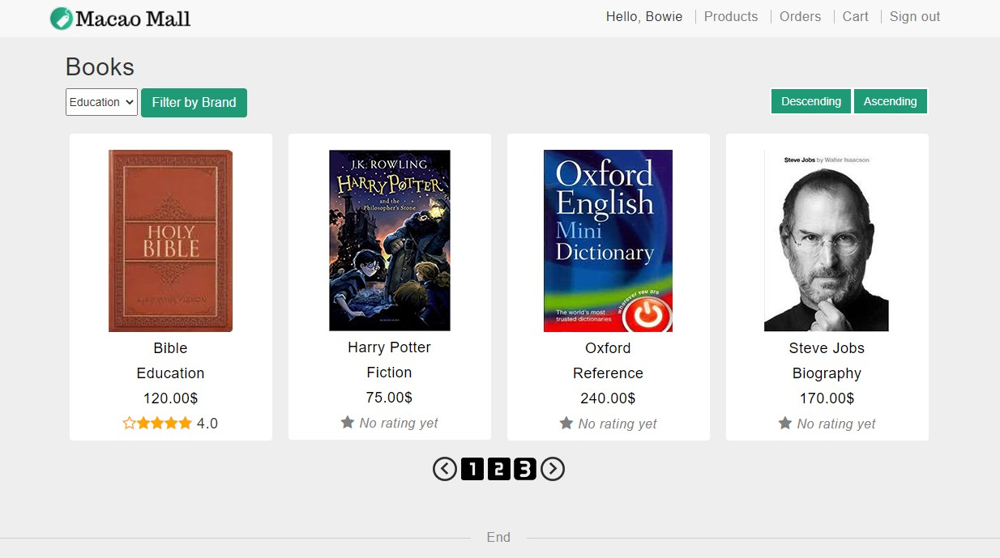 Macao Mall
Hello, Bowie
Products
Orders
Cart
Sign out
Books
Education
Filter by Brand
Descending
Ascending
HOLY
BIBLE
Bible
Education
120.00$
4.0
J.K. ROWLING
HARRY POTTER
and the
Philosopher's Stone
Harry Potter
Fiction
75.00$
No rating yet
Oxford
English
Mini
Dictionary
wherever you are
The world's most
trusted dictionaries
Oxford
Reference
240.00$
No rating yet
Steve Jobs by Walter Isaacson
Steve Jobs
Biography
170.00$
No rating yet
1 2 3
End